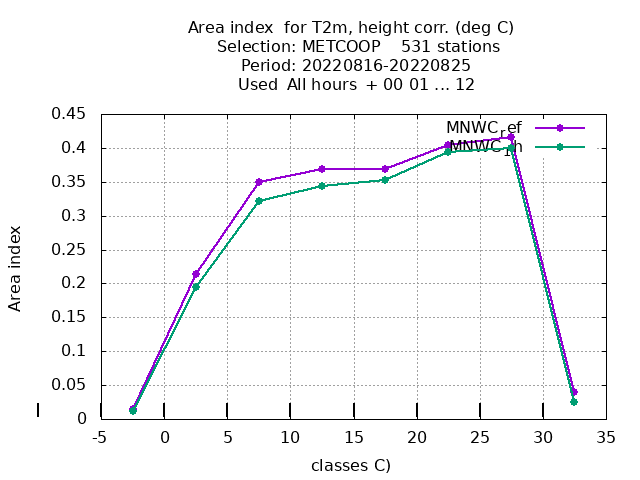 Area index for T2m, height corr. (deg C)
Selection: METCOOP 531 stations
Period: 20220816-20220825
Used All hours + 00 01 ... 12
MNWC_ref
MNWC_1h
0.45
0.4
0.35
0.3
0.25
0.2
0.15
0.1
0.05
0
Area index
-5 0 5 10 15 20 25 30 35
classes C)